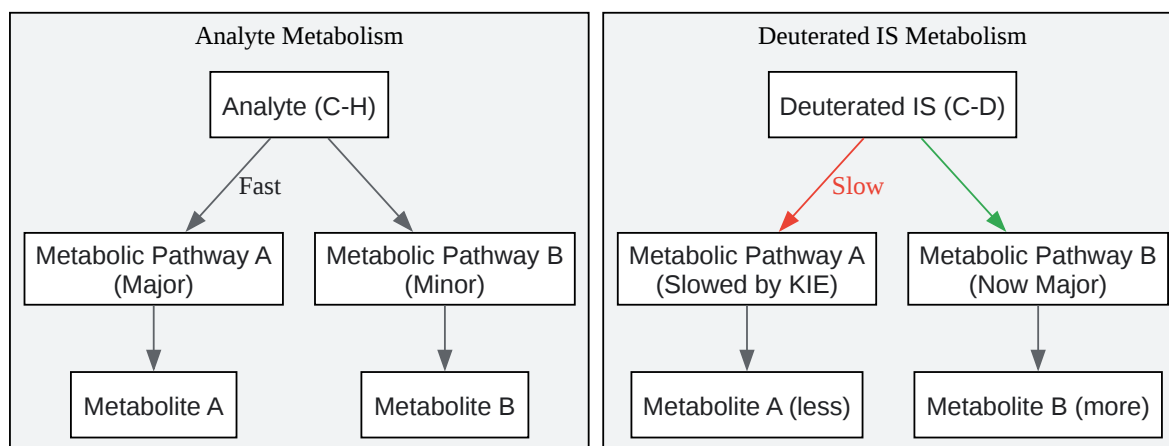 Analyte Metabolism
Analyte (C-H)
Fast
Metabolic Pathway A
(Major)
Metabolic Pathway B
(Minor)
Metabolite A
Metabolite B
Deuterated IS Metabolism
Deuterated IS (C-D)
Slow
Metabolic Pathway A
(Slowed by KIE)
Metabolic Pathway B
(Now Major)
Metabolite A (less)
Metabolite B (more)